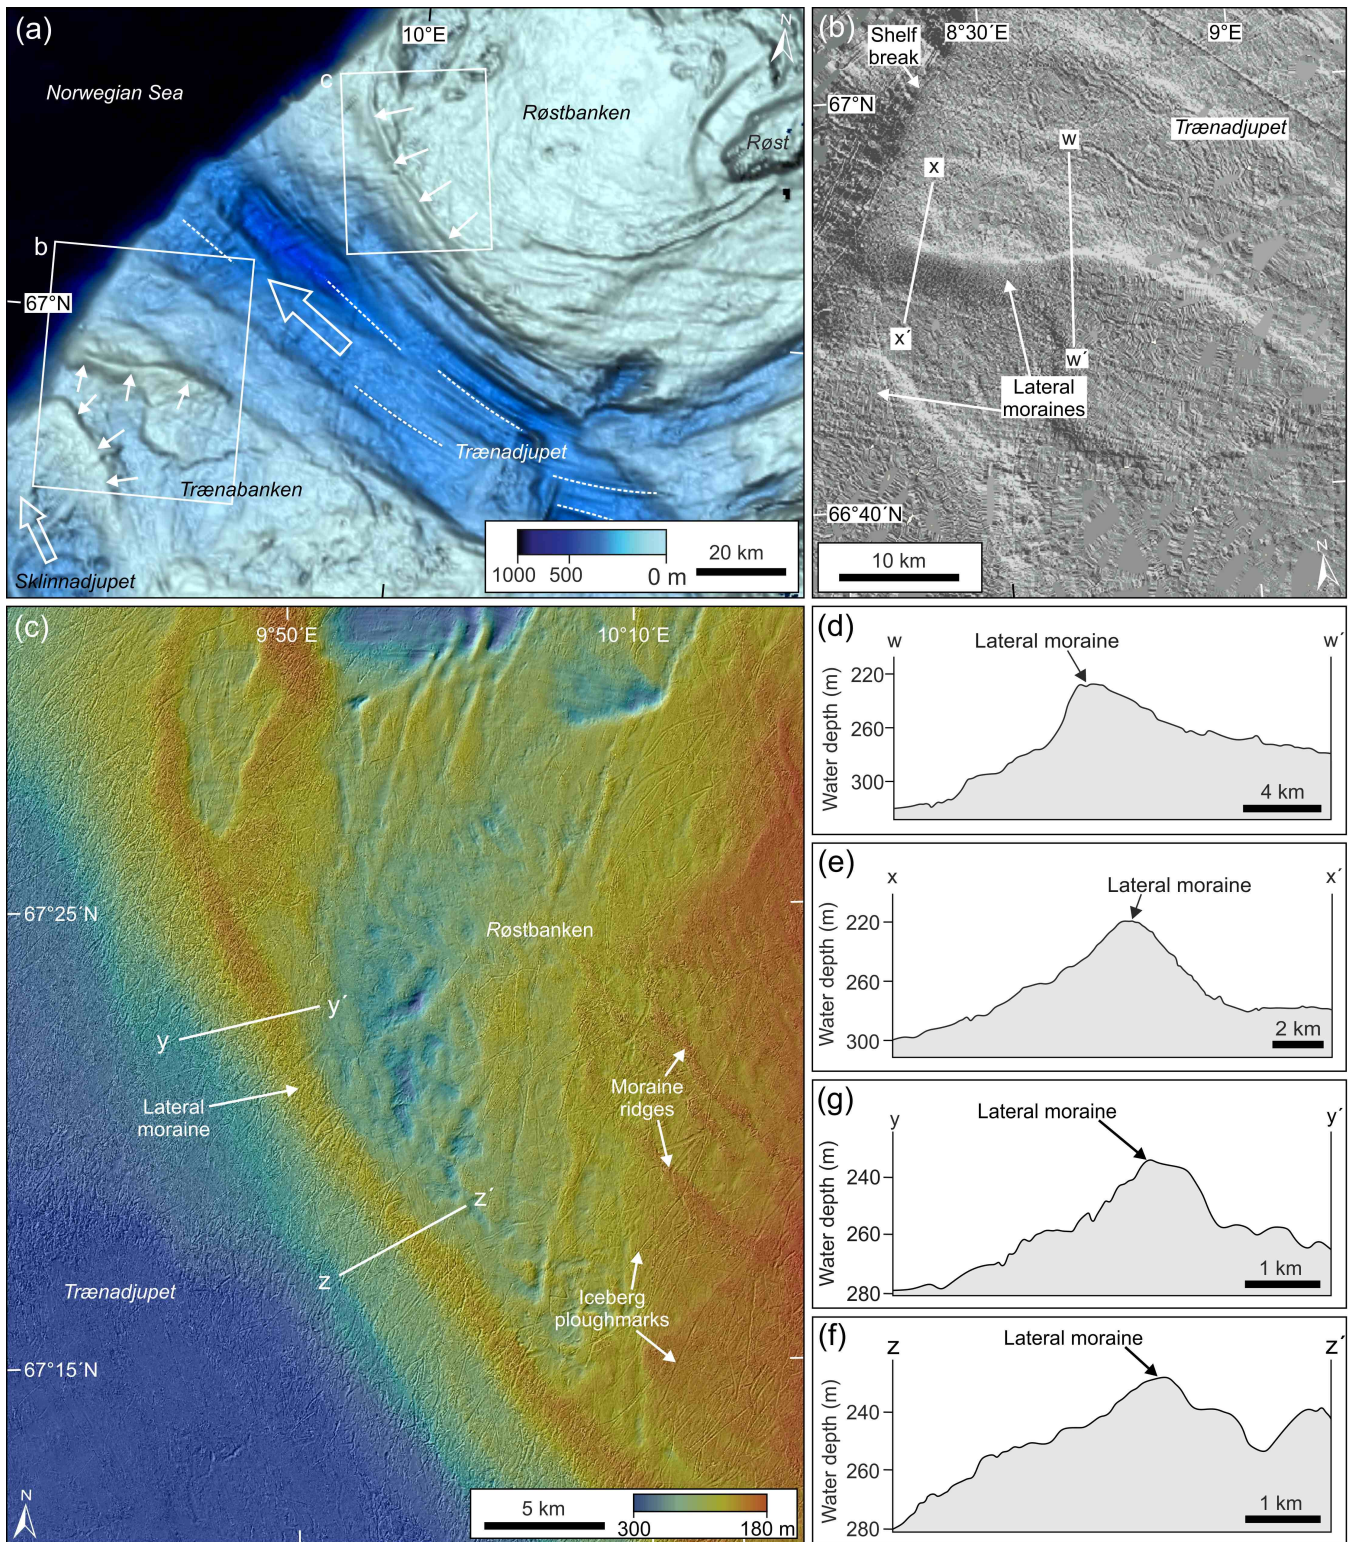 (a)
10°E
N
Norwegian Sea
c
Røstbanken
Røst
b
67°N
Trænadjupet
Trænabanken
Sklinnadjupet
1000 500 0 m
20 km
(b)
Shelf
break
8°30´E
9°E
67°N
Trænadjupet
w
x
x´
w´
Lateral
moraines
66°40´N
10 km
N
(c)
9°50´E
10°10´E
67°25´N
Røstbanken
y
y´
Lateral
moraine
Moraine
ridges
z´
z
Trænadjupet
Iceberg
ploughmarks
67°15´N
N
5 km
300 180 m
(d)
w
w´
Lateral moraine
Water depth (m)
220
260
300
4 km
(e)
x
x´
Lateral moraine
Water depth (m)
220
260
300
2 km
(g)
y
y´
Lateral moraine
Water depth (m)
240
260
280
1 km
(f)
z
z´
Lateral moraine
Water depth (m)
240
260
280
1 km